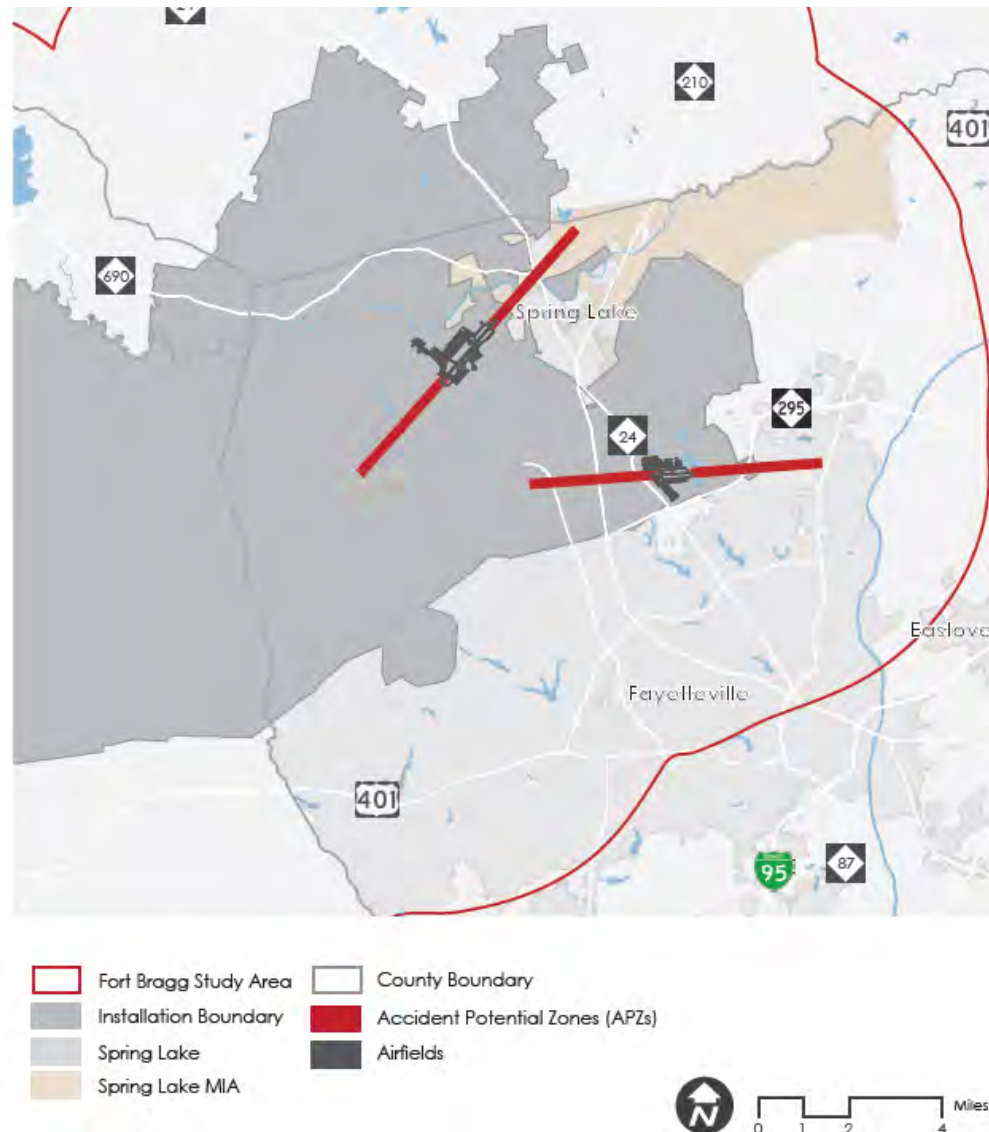 210
401
690
Spring Lake
295
24
Fayetteville
401
95
87
Fort Bragg Study Area
County Boundary
Installation Boundary
Accident Potential Zones (APZs)
Spring Lake
Airfields
Spring Lake MIA
N
Miles
0 1 2 4